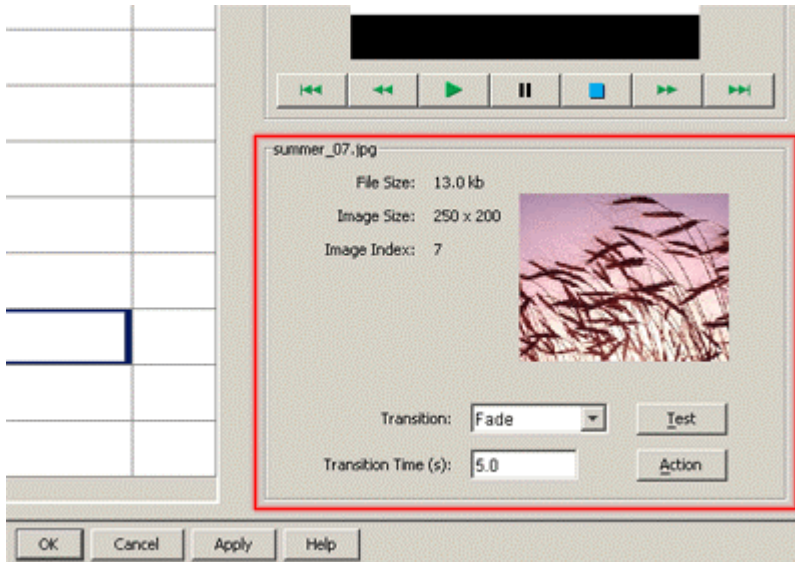 summer_07.jpg
File Size: 13.0 kb
Image Size: 250 x 200
Image Index: 7
Transition: Fade Test
Transition Time (s): 5.0 Action
OK Cancel Apply Help